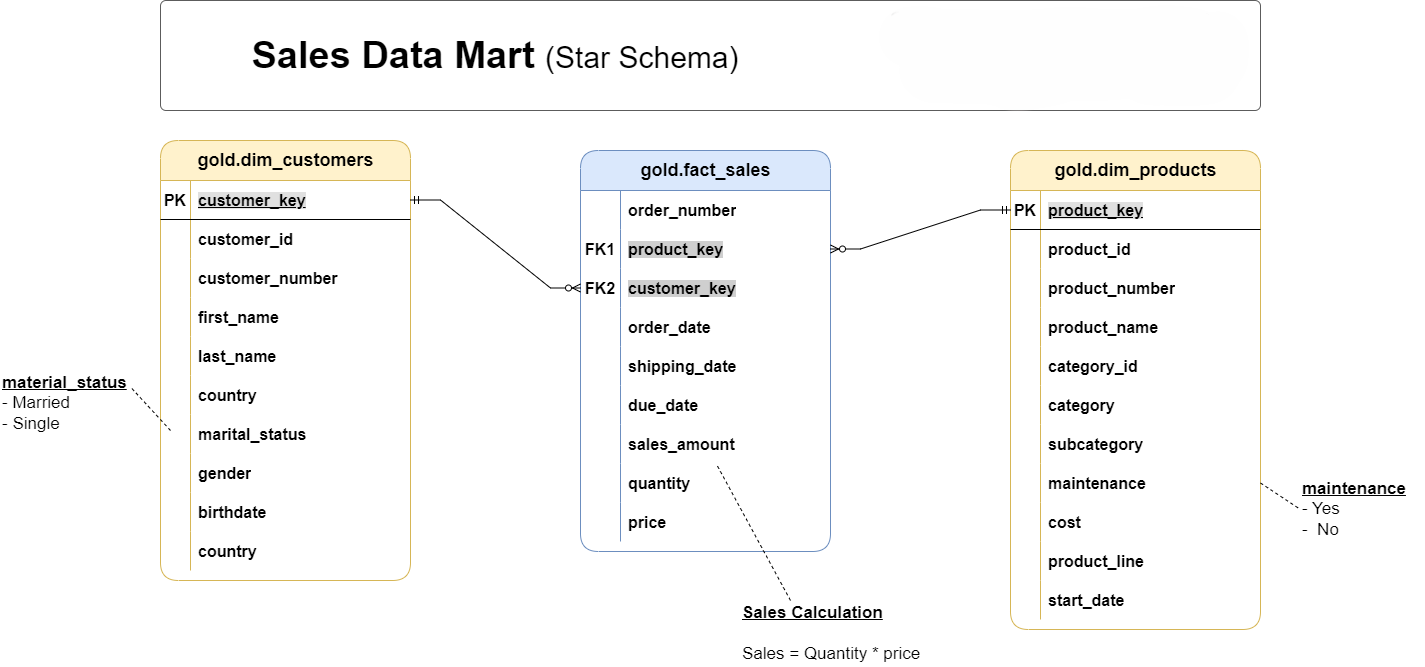 Sales Data Mart (Star Schema)
gold.dim_customers
PK customer_key
customer_id
customer_number
first_name
last_name
country
marital_status
gender
birthdate
country
material_status
- Married
- Single
gold.fact_sales
order_number
FK1 product_key
FK2 customer_key
order_date
shipping_date
due_date
sales_amount
quantity
price
Sales Calculation
Sales = Quantity * price
gold.dim_products
PK product_key
product_id
product_number
product_name
category_id
category
subcategory
maintenance
cost
product_line
start_date
maintenance
- Yes
- No